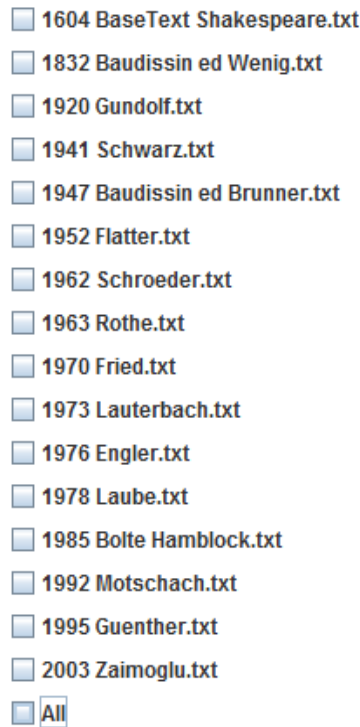 1604 BaseText Shakespeare.txt
1832 Baudissin ed Wenig.txt
1920 Gundolf.txt
1941 Schwarz.txt
1947 Baudissin ed Brunner.txt
1952 Flatter.txt
1962 Schroeder.txt
1963 Rothe.txt
1970 Fried.txt
1973 Lauterbach.txt
1976 Engler.txt
1978 Laube.txt
1985 Bolte Hamblock.txt
1992 Motschach.txt
1995 Guenther.txt
2003 Zaimoglu.txt
All